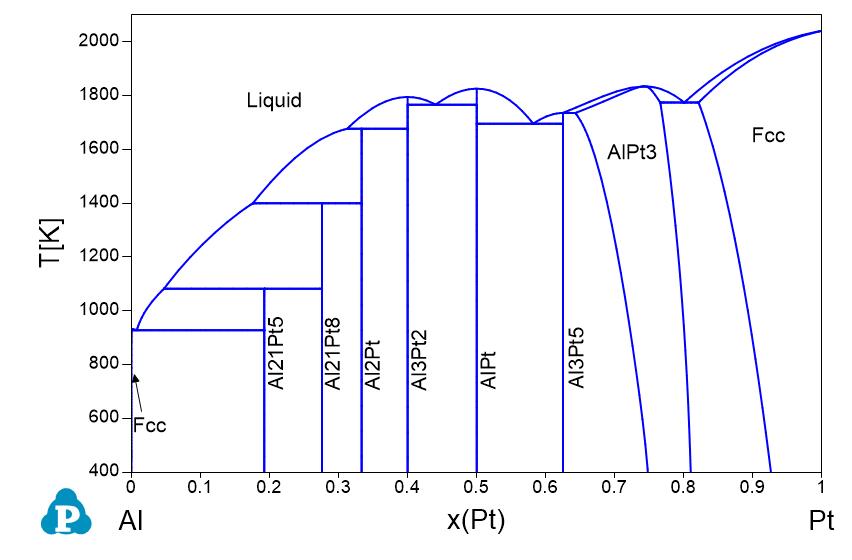 2000
1800
1600
1400
1200
1000
800
600
400
T[K]
Liquid
AlPt3
Fcc
Fcc
Al21Pt5
Al21Pt8
Al2Pt
Al3Pt2
AlPt
Al3Pt5
0 0.1 0.2 0.3 0.4 0.5 0.6 0.7 0.8 0.9 1
P
Al x(Pt) Pt